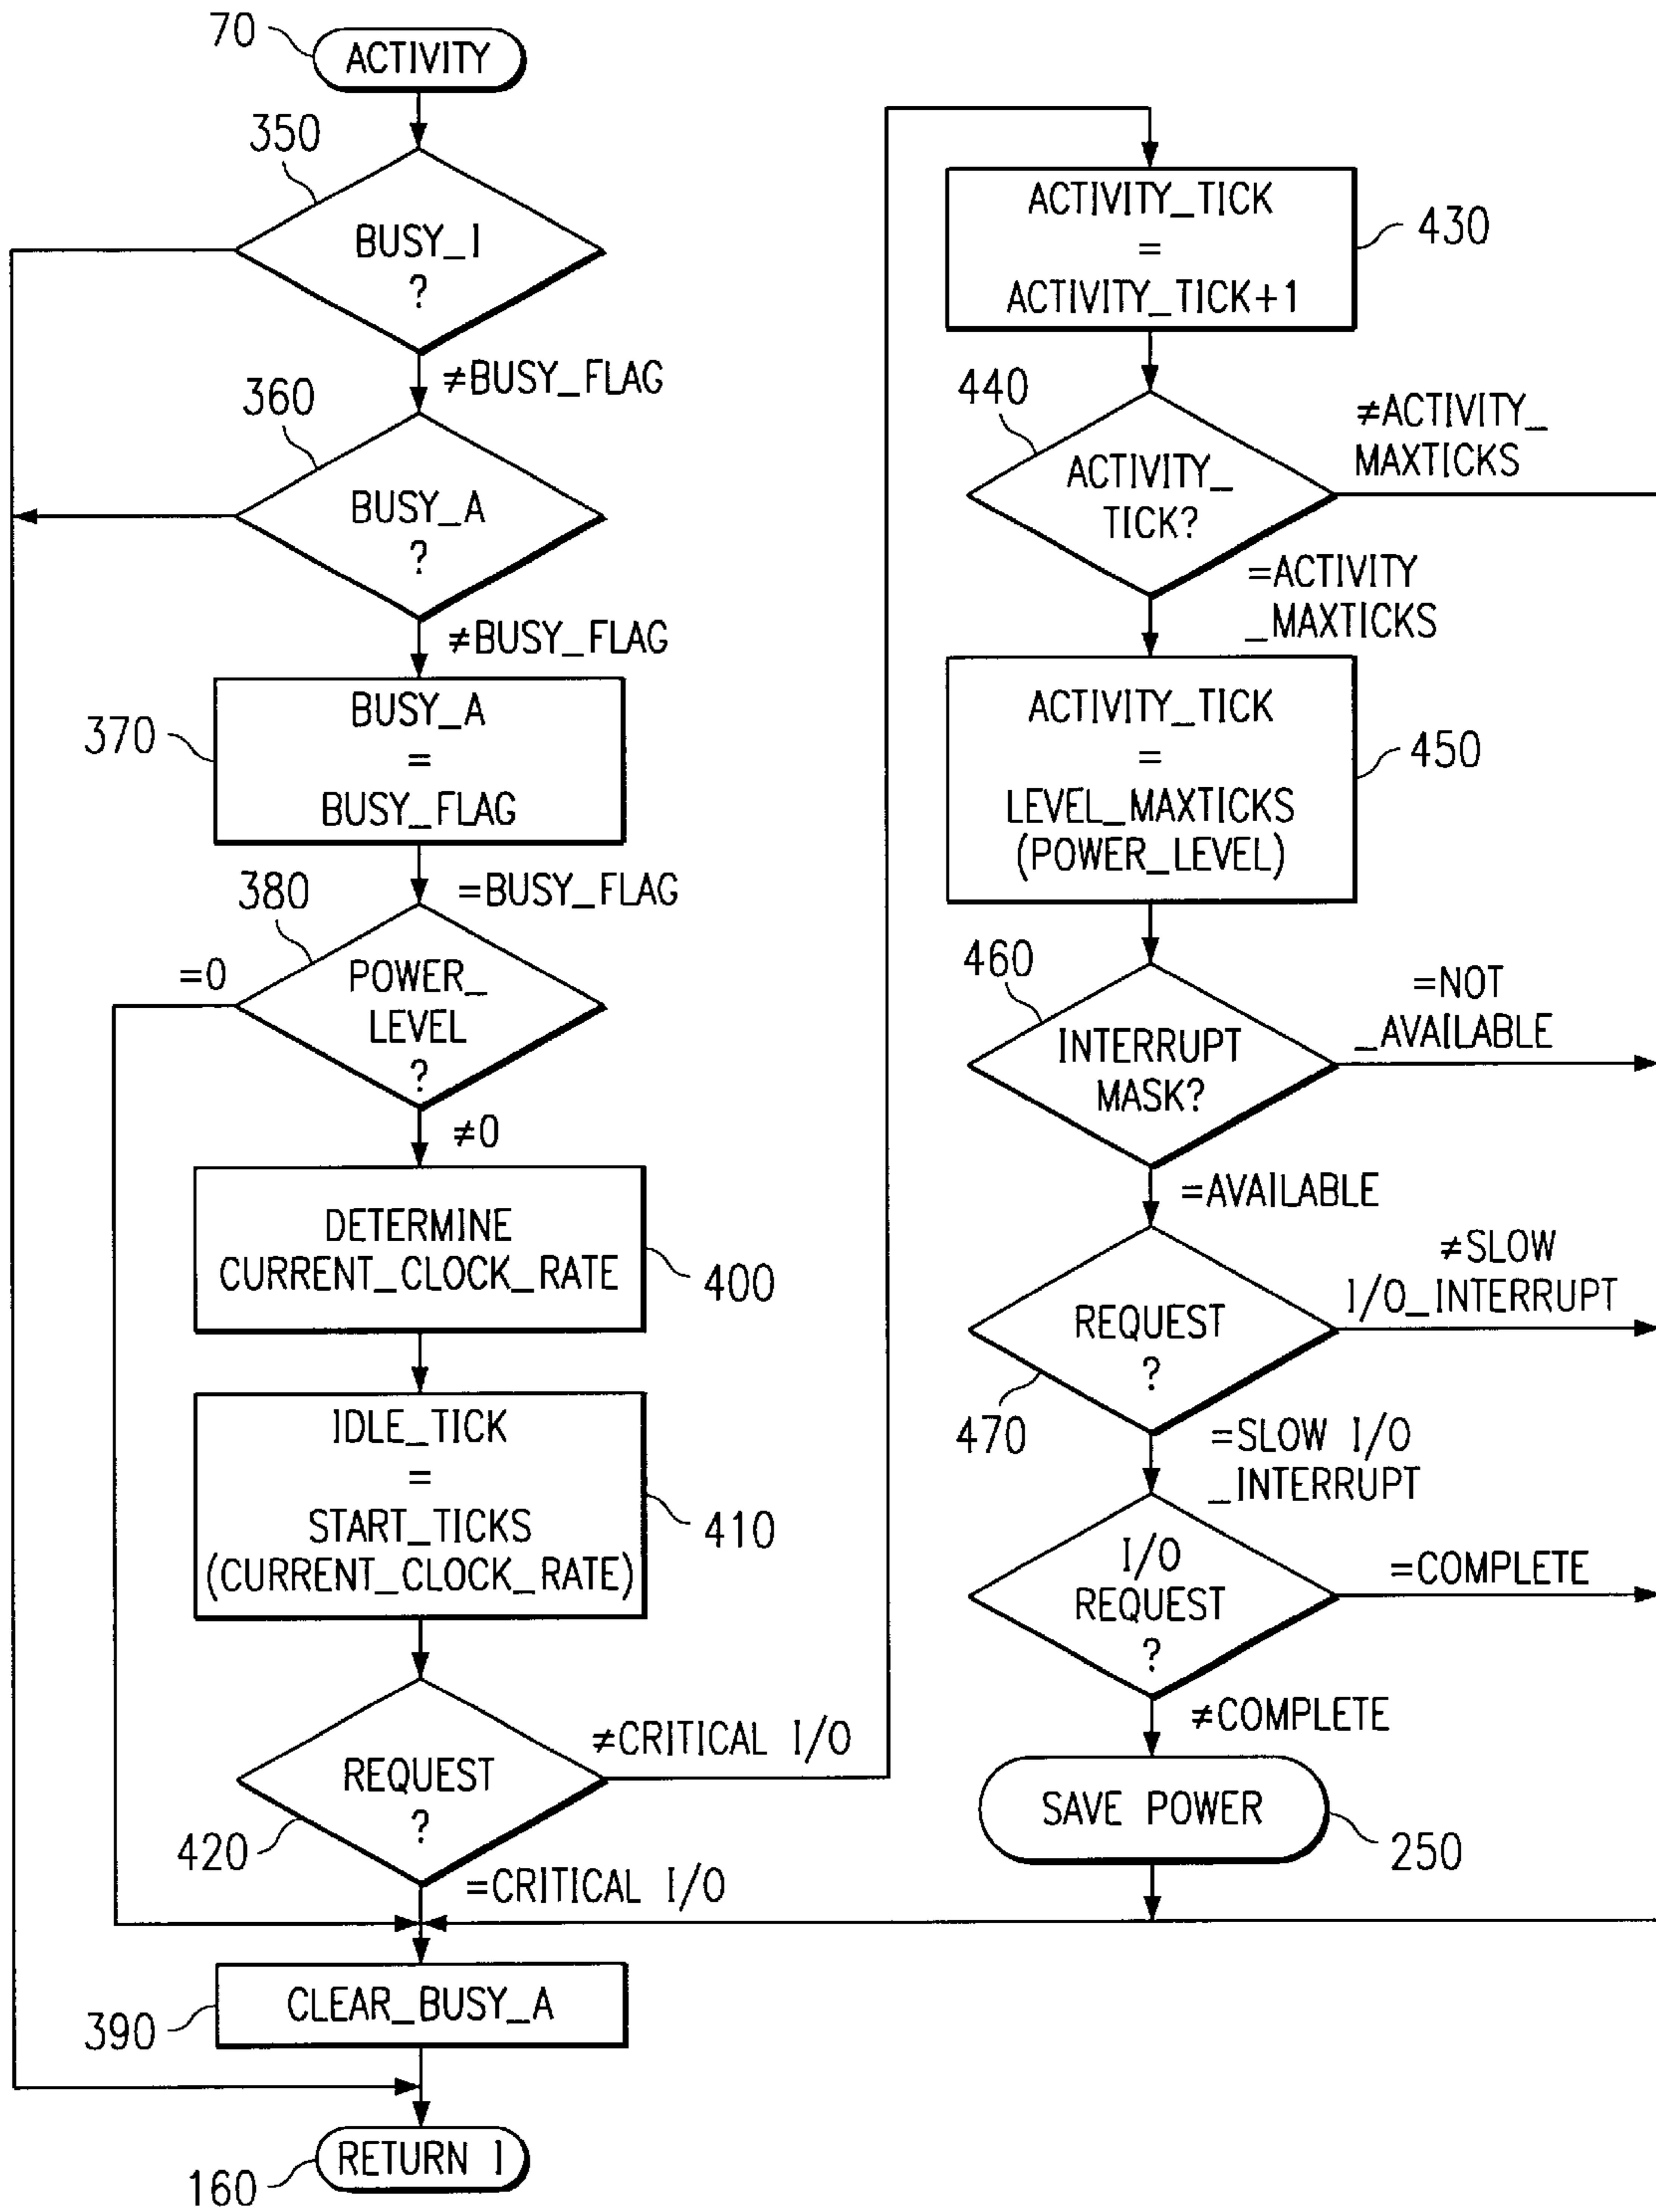 70
ACTIVITY
350
BUSY_I
?
≠BUSY_FLAG
360
BUSY_A
?
≠BUSY_FLAG
370
BUSY_A
=
BUSY_FLAG
=BUSY_FLAG
380
=0
POWER_
LEVEL
?
≠0
DETERMINE
CURRENT_CLOCK_RATE
400
IDLE_TICK
=
START_TICKS
(CURRENT_CLOCK_RATE)
410
REQUEST
?
≠CRITICAL I/O
420
=CRITICAL I/O
CLEAR_BUSY_A
390
RETURN I
160
ACTIVITY_TICK
=
ACTIVITY_TICK+1
430
440
ACTIVITY_
TICK?
≠ACTIVITY_
MAXTICKS
=ACTIVITY
_MAXTICKS
ACTIVITY_TICK
=
LEVEL_MAXTICKS
(POWER_LEVEL)
450
460
INTERRUPT
MASK?
=NOT
_AVAILABLE
=AVAILABLE
REQUEST
?
470
≠SLOW
I/O_INTERRUPT
=SLOW I/O
_INTERRUPT
I/O
REQUEST
?
=COMPLETE
≠COMPLETE
SAVE POWER
250